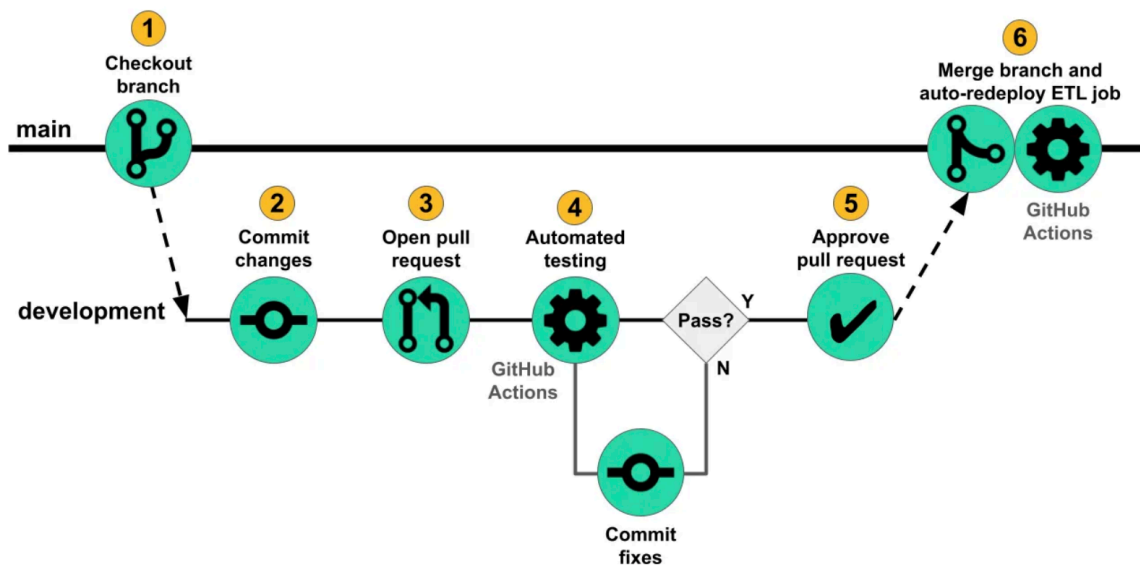 1
Checkout
branch
main
2
Commit
changes
3
Open pull
request
4
Automated
testing
GitHub
Actions
Pass?
Y
N
Commit
fixes
5
Approve
pull request
6
Merge branch and
auto-redeploy ETL job
GitHub
Actions
development